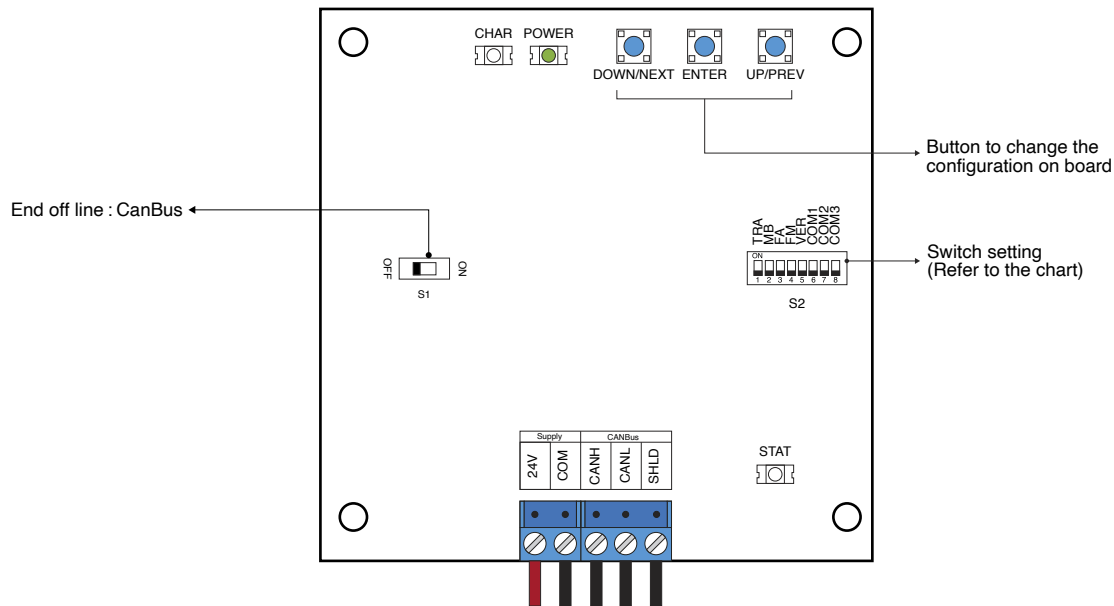 CHAR POWER
DOWN/NEXT ENTER UP/PREV
Button to change the
configuration on board
End off line : CanBus
OFF
ON
S1
TRA
MB
FA
FM
VER
COM1
COM2
COM3
ON
1 2 3 4 5 6 7 8
S2
Switch setting
(Refer to the chart)
Supply CANBus
24V
COM
CANH
CANL
SHLD
STAT